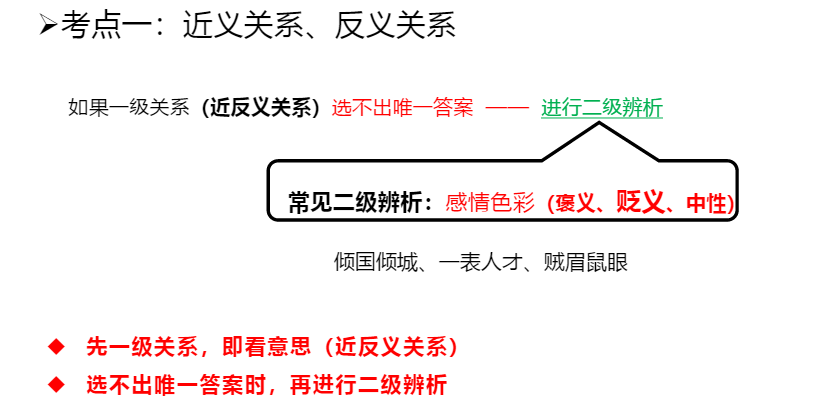 ➢考点一：近义关系、反义关系
如果一级关系（近反义关系）选不出唯一答案 —— 进行二级辨析
常见二级辨析：感情色彩（褒义、贬义、中性）
倾国倾城、一表人才、贼眉鼠眼
◆ 先一级关系，即看意思（近反义关系）
◆ 选不出唯一答案时，再进行二级辨析